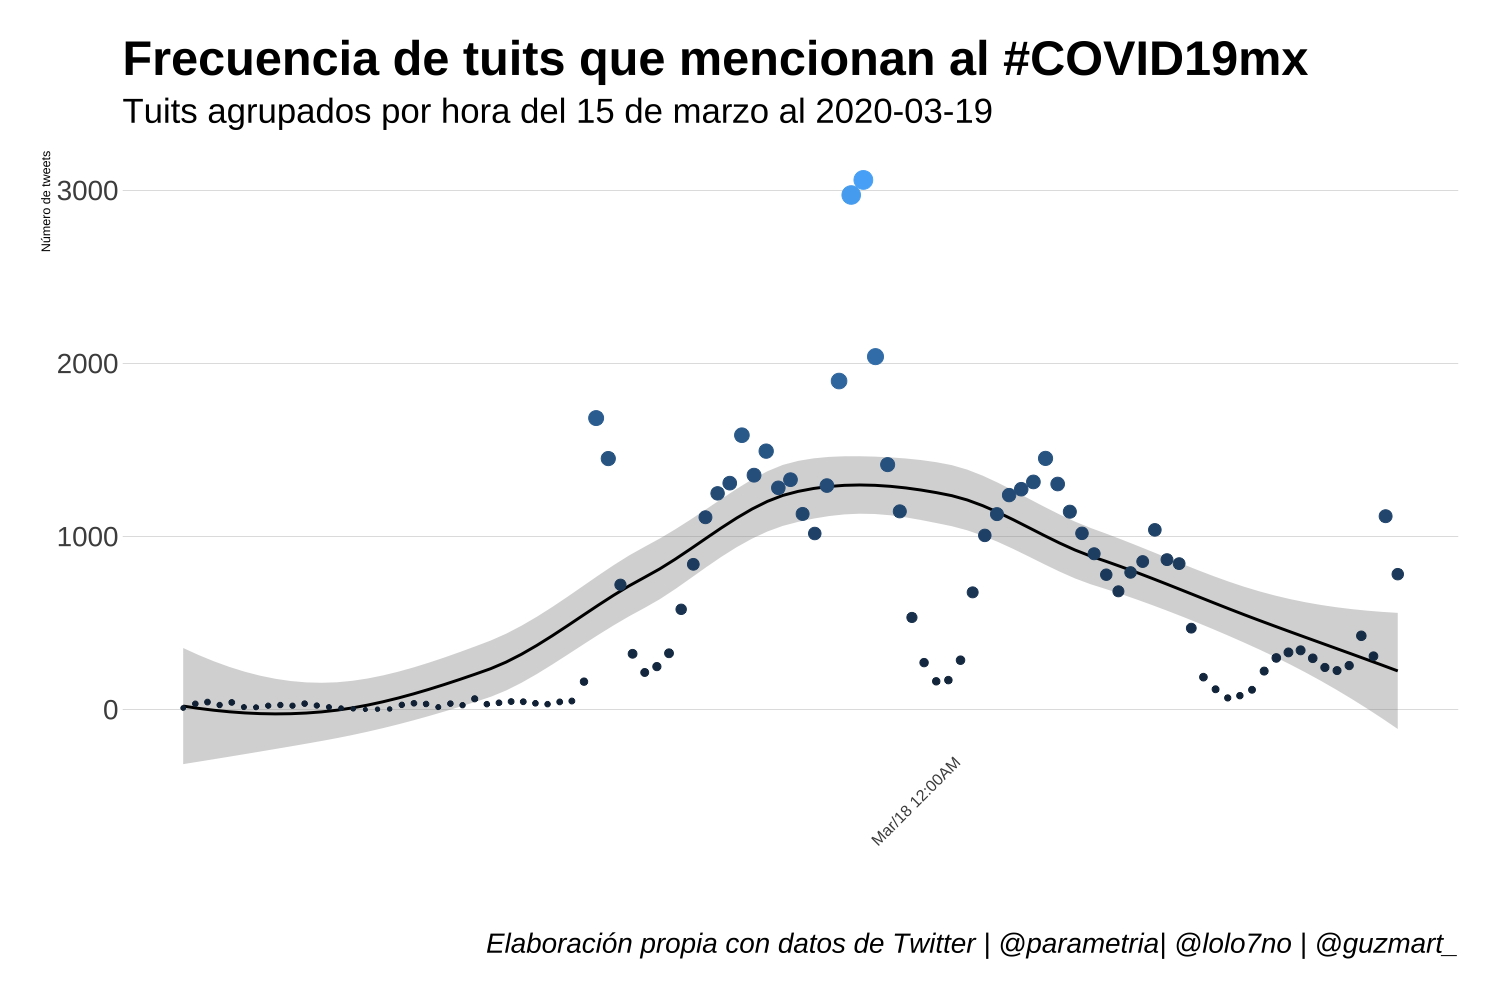 Frecuencia de tuits que mencionan al #COVID19mx
Tuits agrupados por hora del 15 de marzo al 2020-03-19
Número de tweets
3000
2000
1000
0
Mar/18 12:00AM
Elaboración propia con datos de Twitter | @parametria| @lolo7no | @guzmart_